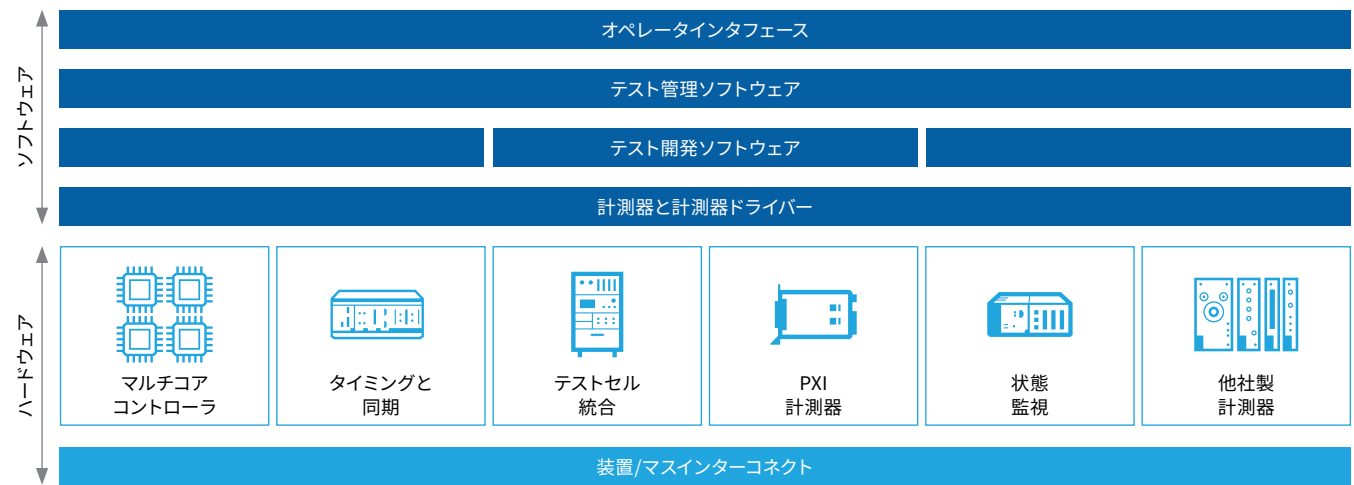 ソフトウェア
オペレータインタフェース
テスト管理ソフトウェア
テスト開発ソフトウェア
計測器と計測器ドライバー
ハードウェア
マルチコア
コントローラ
タイミングと
同期
テストセル
統合
PXI
計測器
状態
監視
他社製
計測器
装置/マスインターコネクト